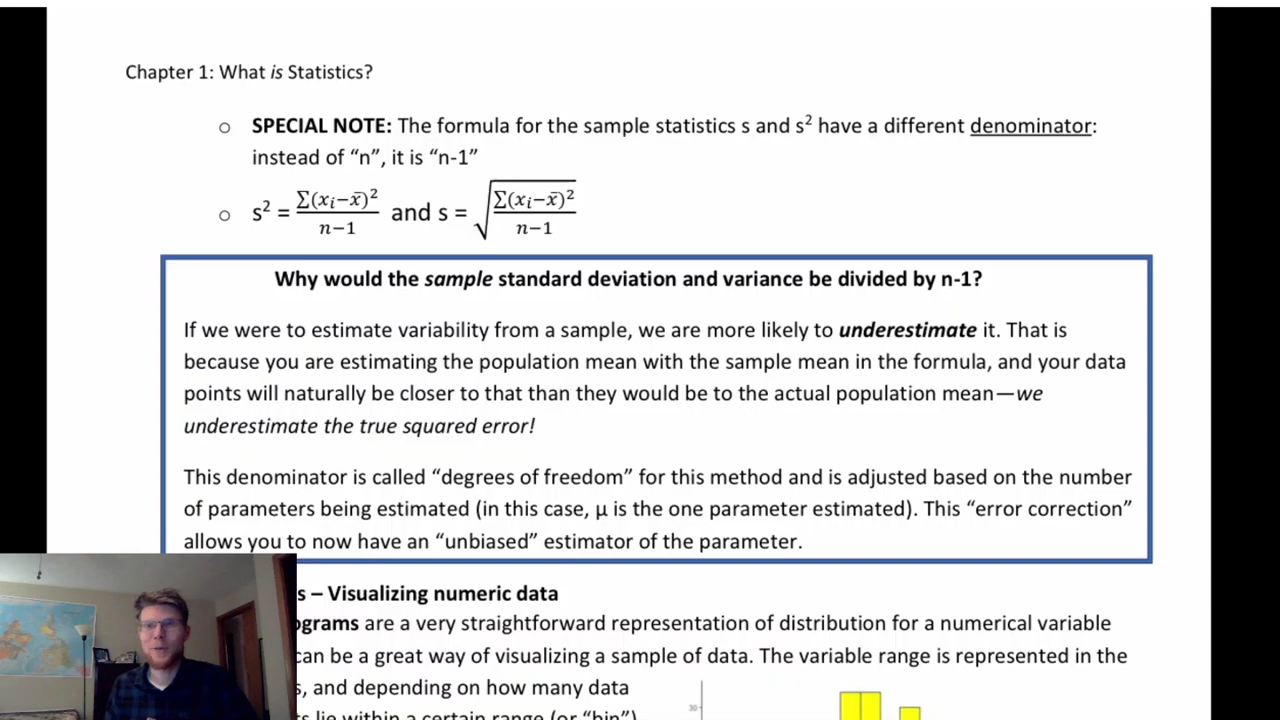 Chapter 1: What is Statistics?
o SPECIAL NOTE: The formula for the sample statistics s and s² have a different denominator:
instead of “n”, it is “n-1”
o s² = ∑(xᵢ−x̄)²/n−1 and s = √∑(xᵢ−x̄)²/n−1
Why would the sample standard deviation and variance be divided by n-1?
If we were to estimate variability from a sample, we are more likely to underestimate it. That is
because you are estimating the population mean with the sample mean in the formula, and your data
points will naturally be closer to that than they would be to the actual population mean—we
underestimate the true squared error!
This denominator is called “degrees of freedom” for this method and is adjusted based on the number
of parameters being estimated (in this case, μ is the one parameter estimated). This “error correction”
allows you to now have an “unbiased” estimator of the parameter.
s – Visualizing numeric data
ograms are a very straightforward representation of distribution for a numerical variable
can be a great way of visualizing a sample of data. The variable range is represented in the
s, and depending on how many data
ts lie within a certain range (or “bin”)
30